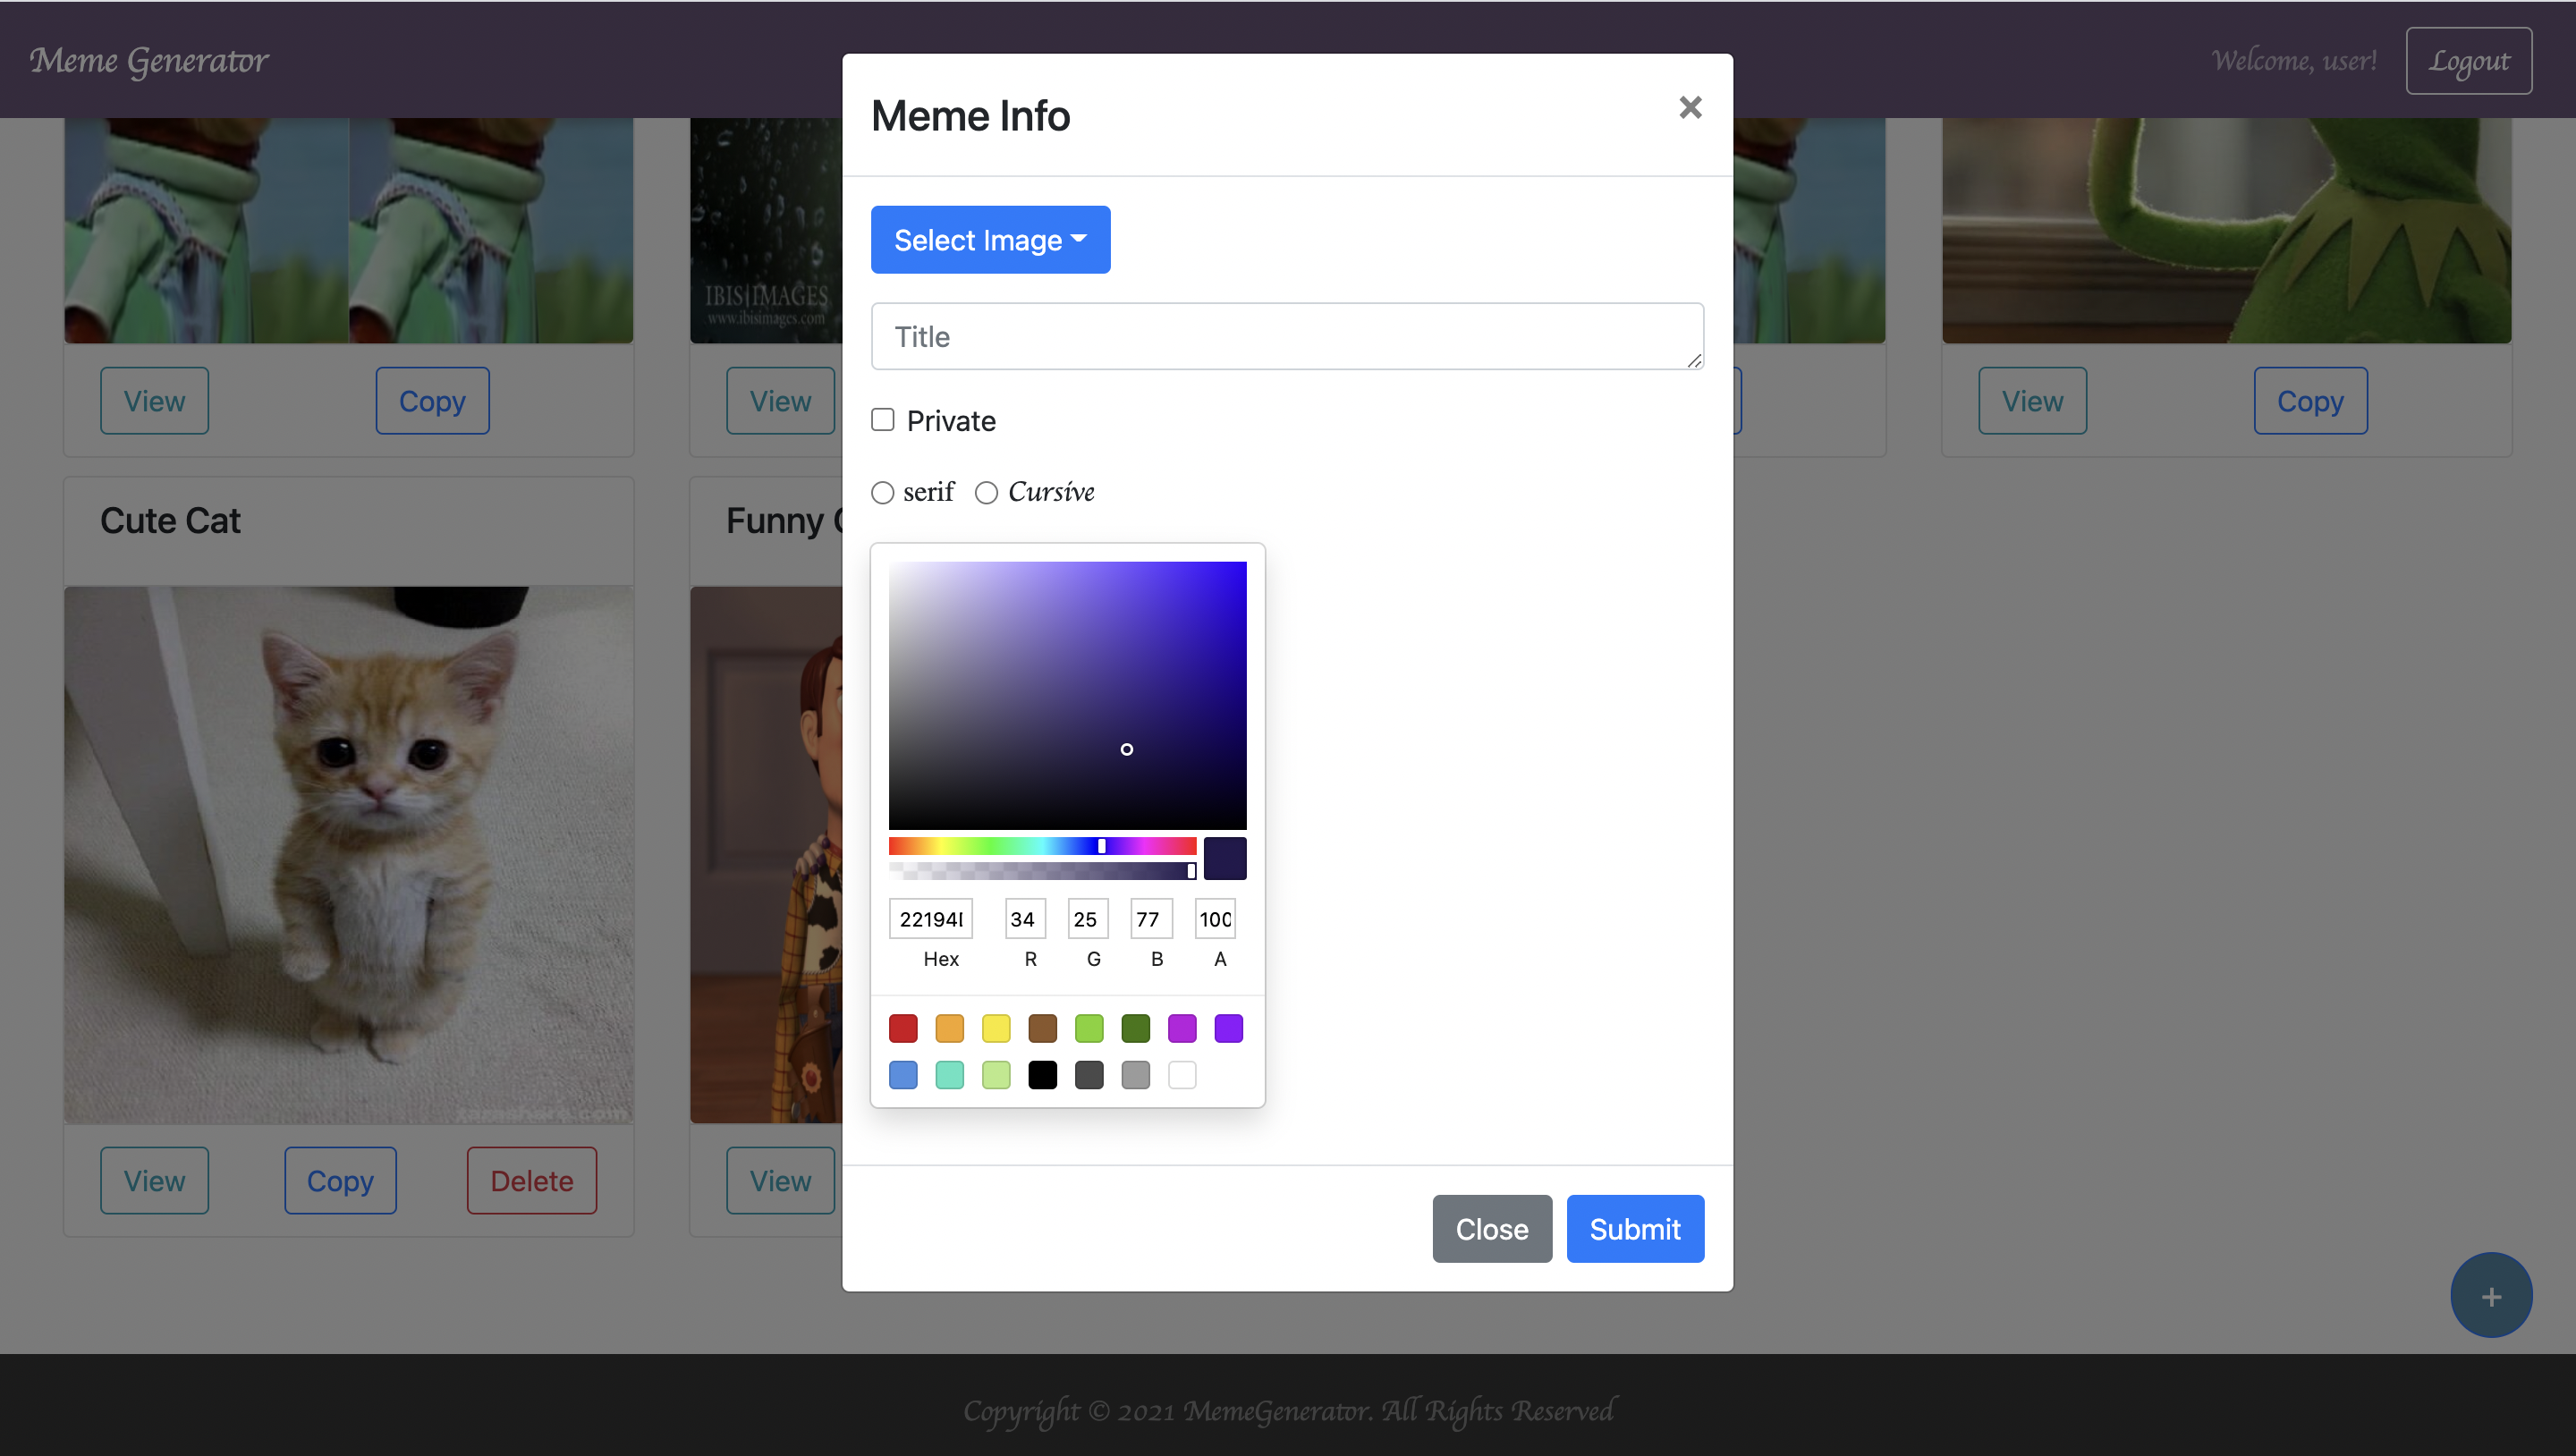 Meme Generator
Welcome, user!
Logout
Meme Info
×
Select Image
Title
Private
serif
Cursive
22194
34
25
77
100
Hex
R
G
B
A
Close
Submit
IBIS IMAGES
www.ibisimages.com
View
Copy
View
View
Copy
Cute Cat
Funny
View
Copy
Delete
View
+
Copyright © 2021 MemeGenerator. All Rights Reserved